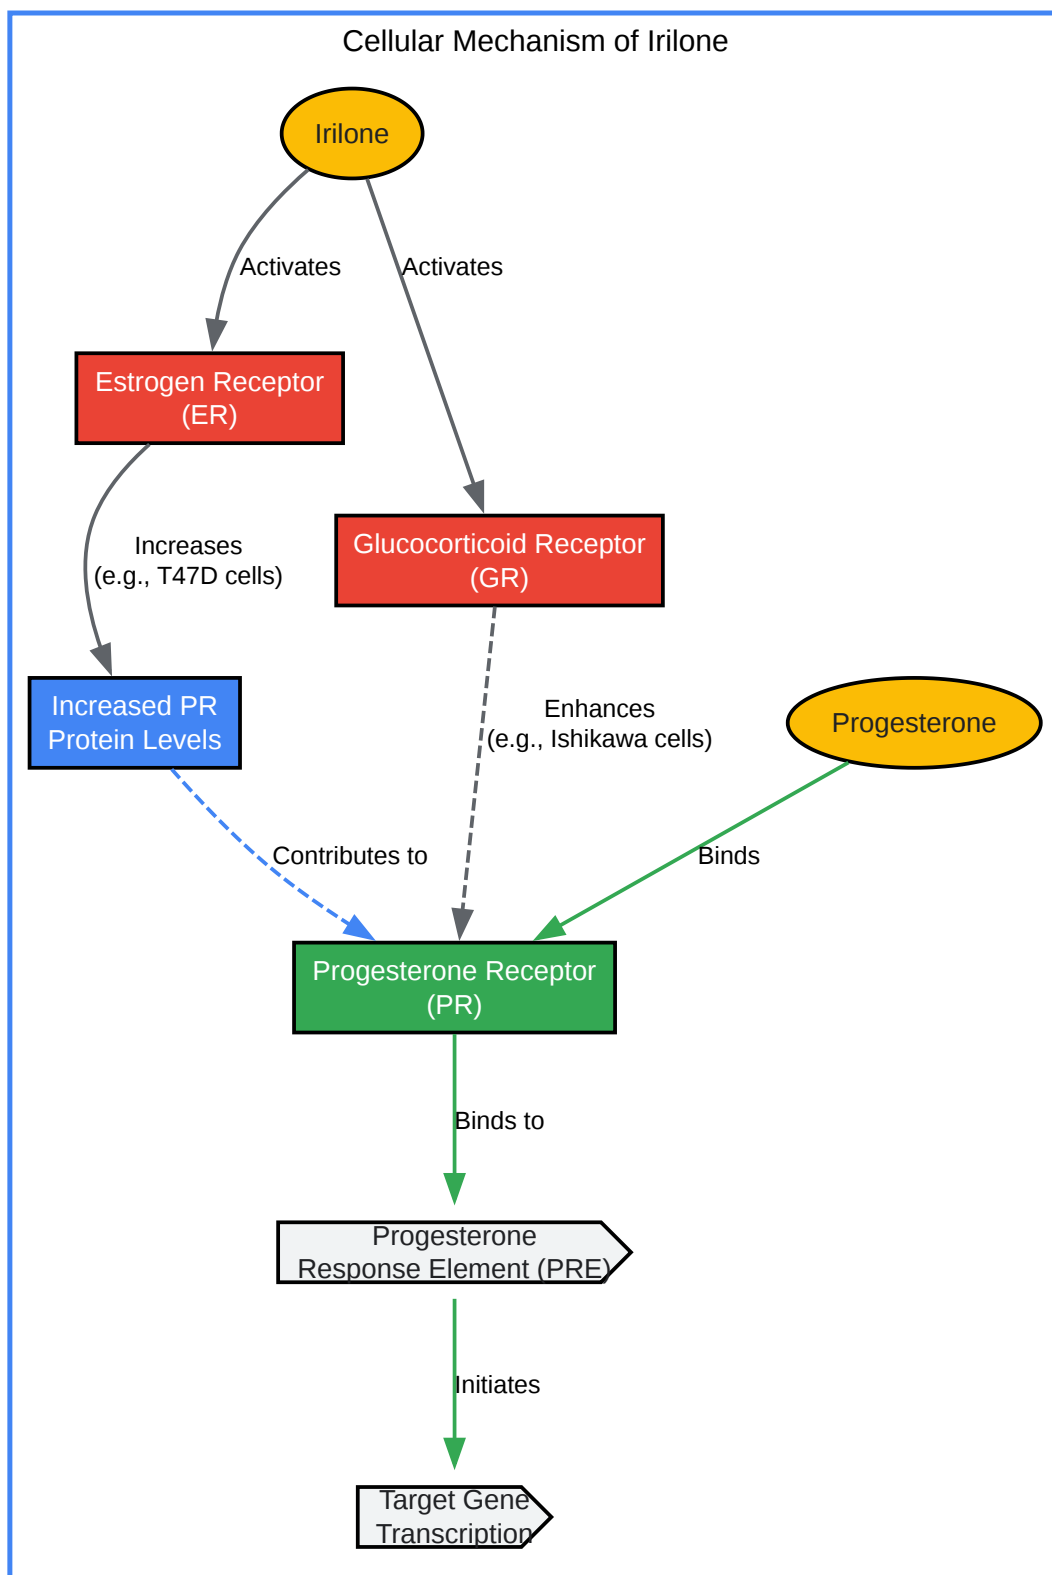 Cellular Mechanism of Irilone
Irilone
Activates
Activates
Estrogen Receptor
(ER)
Increases
(e.g., T47D cells)
Glucocorticoid Receptor
(GR)
Increased PR
Protein Levels
Enhances
(e.g., Ishikawa cells)
Progesterone
Contributes to
Binds
Progesterone Receptor
(PR)
Binds to
Progesterone
Response Element (PRE)
Initiates
Target Gene
Transcription